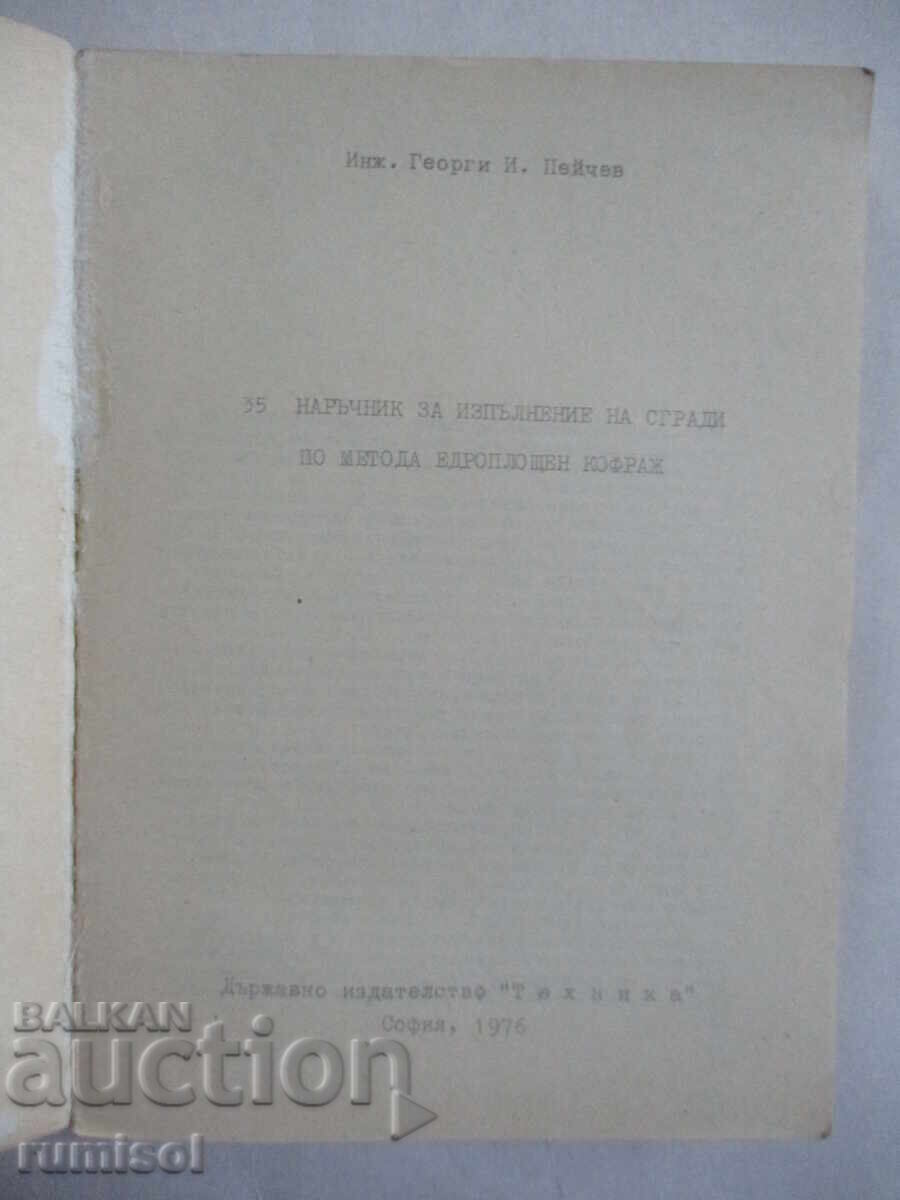 Инж. Георги И. Пейчев
35 НАРЪЧНИК ЗА ИЗПЪЛНЕНИЕ НА СГРАДИ
ПО МЕТОДА ЕДРОПЛОЩЕН КОФРАЖ
Държавно издателство "Техника"
София, 1976
BALKAN
auction
rumisol